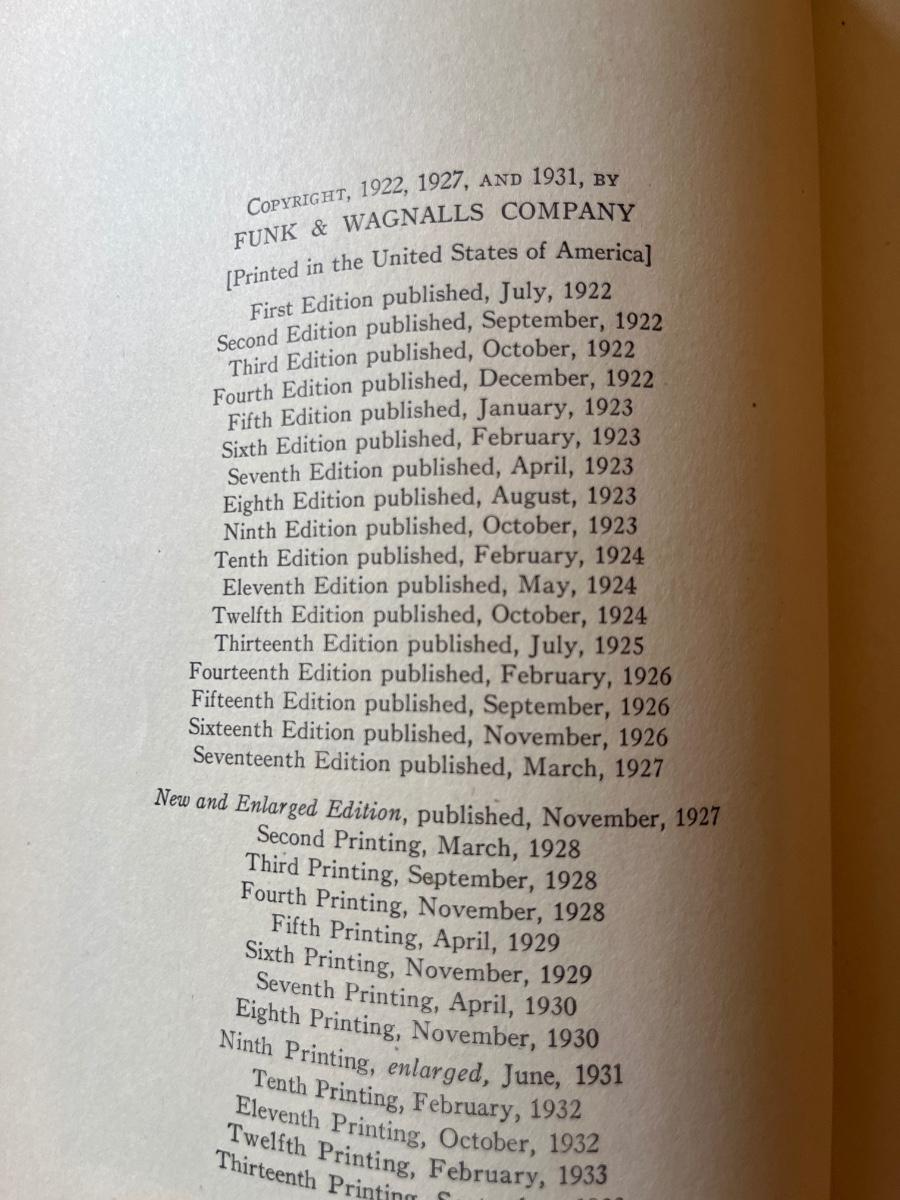 COPYRIGHT, 1922, 1927, AND 1931, BY
FUNK & WAGNALLS COMPANY
[Printed in the United States of America]
First Edition published, July, 1922
Second Edition published, September, 1922
Third Edition published, October, 1922
Fourth Edition published, December, 1922
Fifth Edition published, January, 1923
Sixth Edition published, February, 1923
Seventh Edition published, April, 1923
Eighth Edition published, August, 1923
Ninth Edition published, October, 1923
Tenth Edition published, February, 1924
Eleventh Edition published, May, 1924
Twelfth Edition published, October, 1924
Thirteenth Edition published, July, 1925
Fourteenth Edition published, February, 1926
Fifteenth Edition published, September, 1926
Sixteenth Edition published, November, 1926
Seventeenth Edition published, March, 1927
New and Enlarged Edition, published, November, 1927
Second Printing, March, 1928
Third Printing, September, 1928
Fourth Printing, November, 1928
Fifth Printing, April, 1929
Sixth Printing, November, 1929
Seventh Printing, April, 1930
Eighth Printing, November, 1930
Ninth Printing, enlarged, June, 1931
Tenth Printing, February, 1932
Eleventh Printing, October, 1932
Twelfth Printing, February, 1933
Thirteenth Printing,